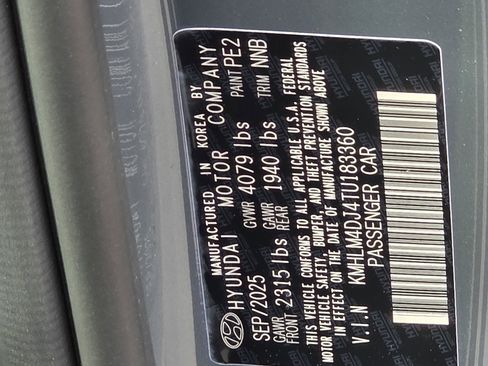 MANUFACTURED IN KOREA BY
HYUNDAI MOTOR COMPANY
SEP/2025 GVWR 4079 lbs PAINT PE2
GAWR FRONT 2315 lbs GAWR REAR 1940 lbs TRIM NNB
THIS VEHICLE CONFORMS TO ALL APPLICABLE U.S.A. FEDERAL
MOTOR VEHICLE SAFETY, BUMPER, AND THEFT PREVENTION STANDARDS
IN EFFECT ON THE DATE OF MANUFACTURE SHOWN ABOVE
V.I.N KMHLM4DJ4TU183360
PASSENGER CAR